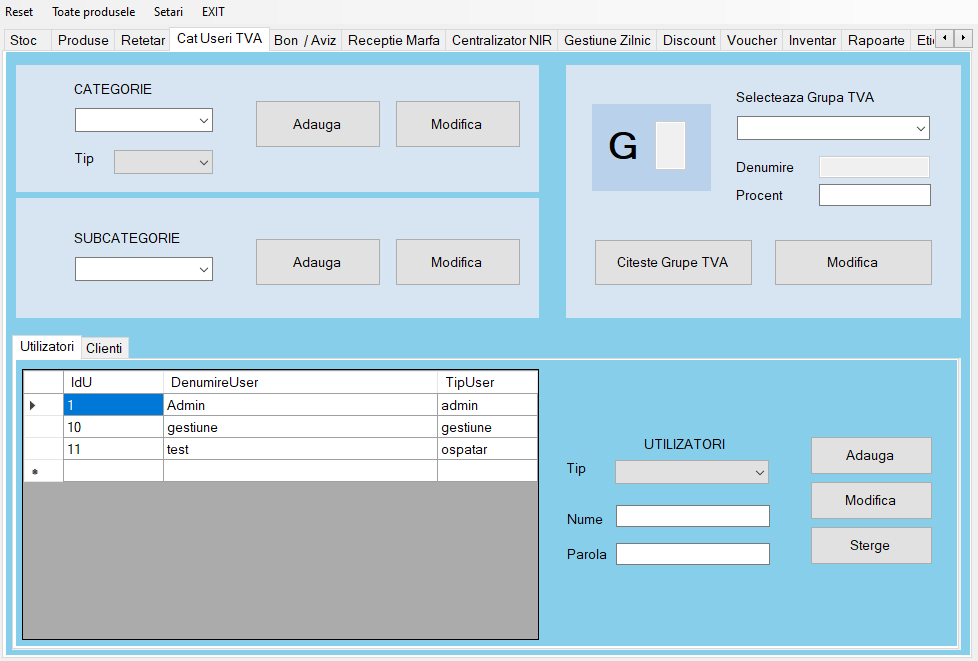 Reset Toate produsele Setari EXIT
Stoc Produse Retetar Cat Useri TVA Bon / Aviz Receptie Marfa Centralizator NIR Gestiune Zilnic Discount Voucher Inventar Rapoarte
CATEGORIE
Adauga Modifica
Tip
SUBCATEGORIE
Adauga Modifica
G
Selecteaza Grupa TVA
Denumire
Procent
Citeste Grupe TVA Modifica
Utilizatori Clienti
IdU DenumireUser TipUser
1 Admin admin
10 gestiune gestiune
11 test ospatar
UTILIZATORI
Tip
Nume
Parola
Adauga
Modifica
Sterge